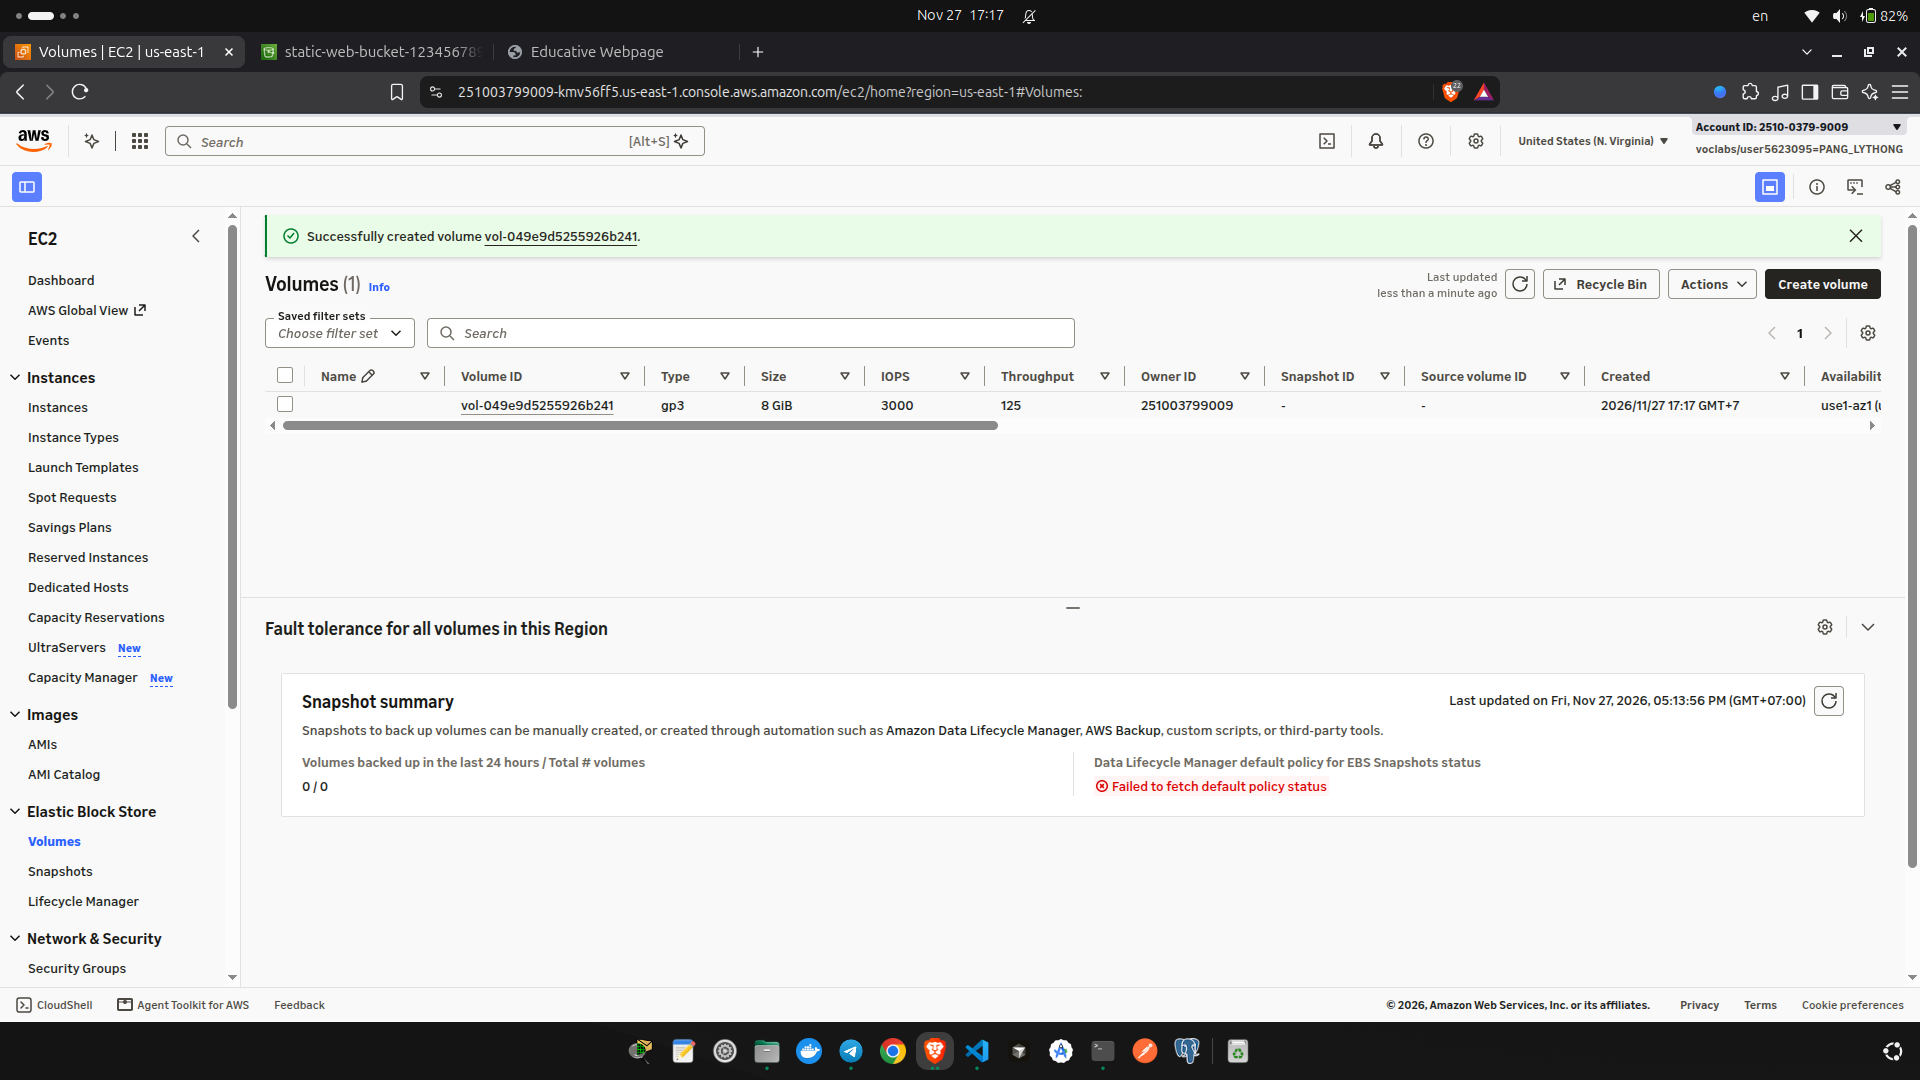 Nov 27 17:17
en
82%
Volumes | EC2 | us-east-1
static-web-bucket-123456789
Educative Webpage
251003799009-kmv56ff5.us-east-1.console.aws.amazon.com/ec2/home?region=us-east-1#Volumes:
22
aws
Search
[Alt+S]
United States (N. Virginia)
Account ID: 2510-0379-9009
voclabs/user5623095=PANG_LYTHONG
EC2
Dashboard
AWS Global View
Events
Instances
Instances
Instance Types
Launch Templates
Spot Requests
Savings Plans
Reserved Instances
Dedicated Hosts
Capacity Reservations
UltraServers New
Capacity Manager New
Images
AMIs
AMI Catalog
Elastic Block Store
Volumes
Snapshots
Lifecycle Manager
Network & Security
Security Groups
Successfully created volume vol-049e9d5255926b241.
Volumes (1) Info
Last updated
less than a minute ago
Recycle Bin
Actions
Create volume
Saved filter sets
Choose filter set
Search
1
Name Volume ID Type Size IOPS Throughput Owner ID Snapshot ID Source volume ID Created Availabilit
vol-049e9d5255926b241 gp3 8 GiB 3000 125 251003799009 - - 2026/11/27 17:17 GMT+7 use1-az1 (u
Fault tolerance for all volumes in this Region
Snapshot summary
Last updated on Fri, Nov 27, 2026, 05:13:56 PM (GMT+07:00)
Snapshots to back up volumes can be manually created, or created through automation such as Amazon Data Lifecycle Manager, AWS Backup, custom scripts, or third-party tools.
Volumes backed up in the last 24 hours / Total # volumes
0 / 0
Data Lifecycle Manager default policy for EBS Snapshots status
Failed to fetch default policy status
CloudShell
Agent Toolkit for AWS
Feedback
© 2026, Amazon Web Services, Inc. or its affiliates.
Privacy
Terms
Cookie preferences